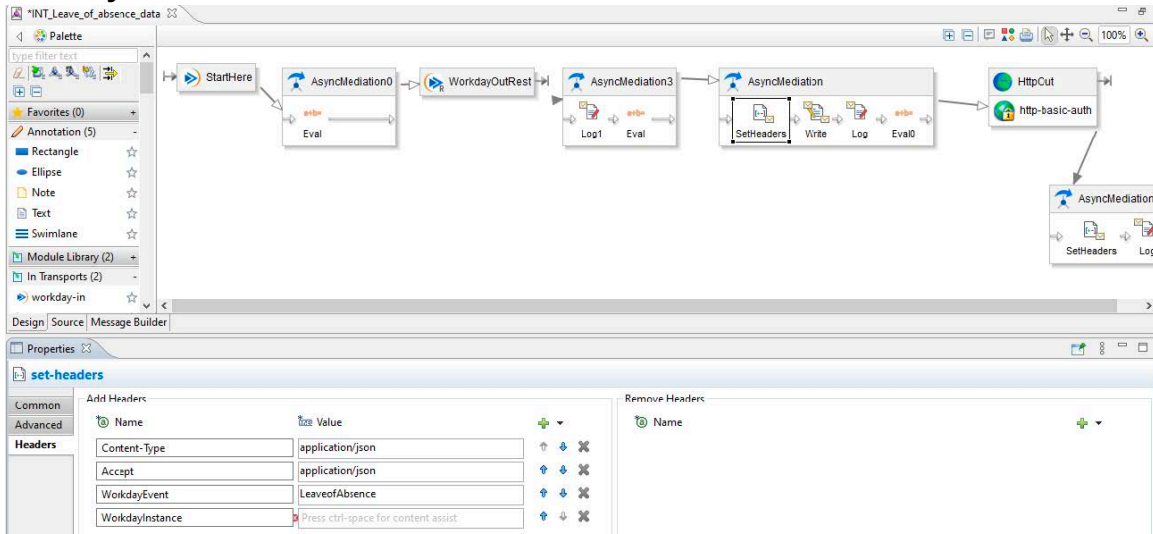 *INT_Leave_of_absence_data
Palette
100%
type filter text
StartHere
AsyncMediation0
WorkdayOutRest
AsyncMediation3
AsyncMediation
HttpCut
http-basic-auth
Favorites (0)
Eval
Log1
Eval
SetHeaders
Write
Log
Eval0
Annotation (5)
Rectangle
Ellipse
Note
Text
Swimlane
AsyncMediation
SetHeaders
Log
Module Library (2)
In Transports (2)
workday-in
Design Source Message Builder
Properties
set-headers
Common
Advanced
Headers
Add Headers
Name Value
Content-Type application/json
Accept application/json
WorkdayEvent LeaveofAbsence
WorkdayInstance Press ctrl-space for content assist
Remove Headers
Name